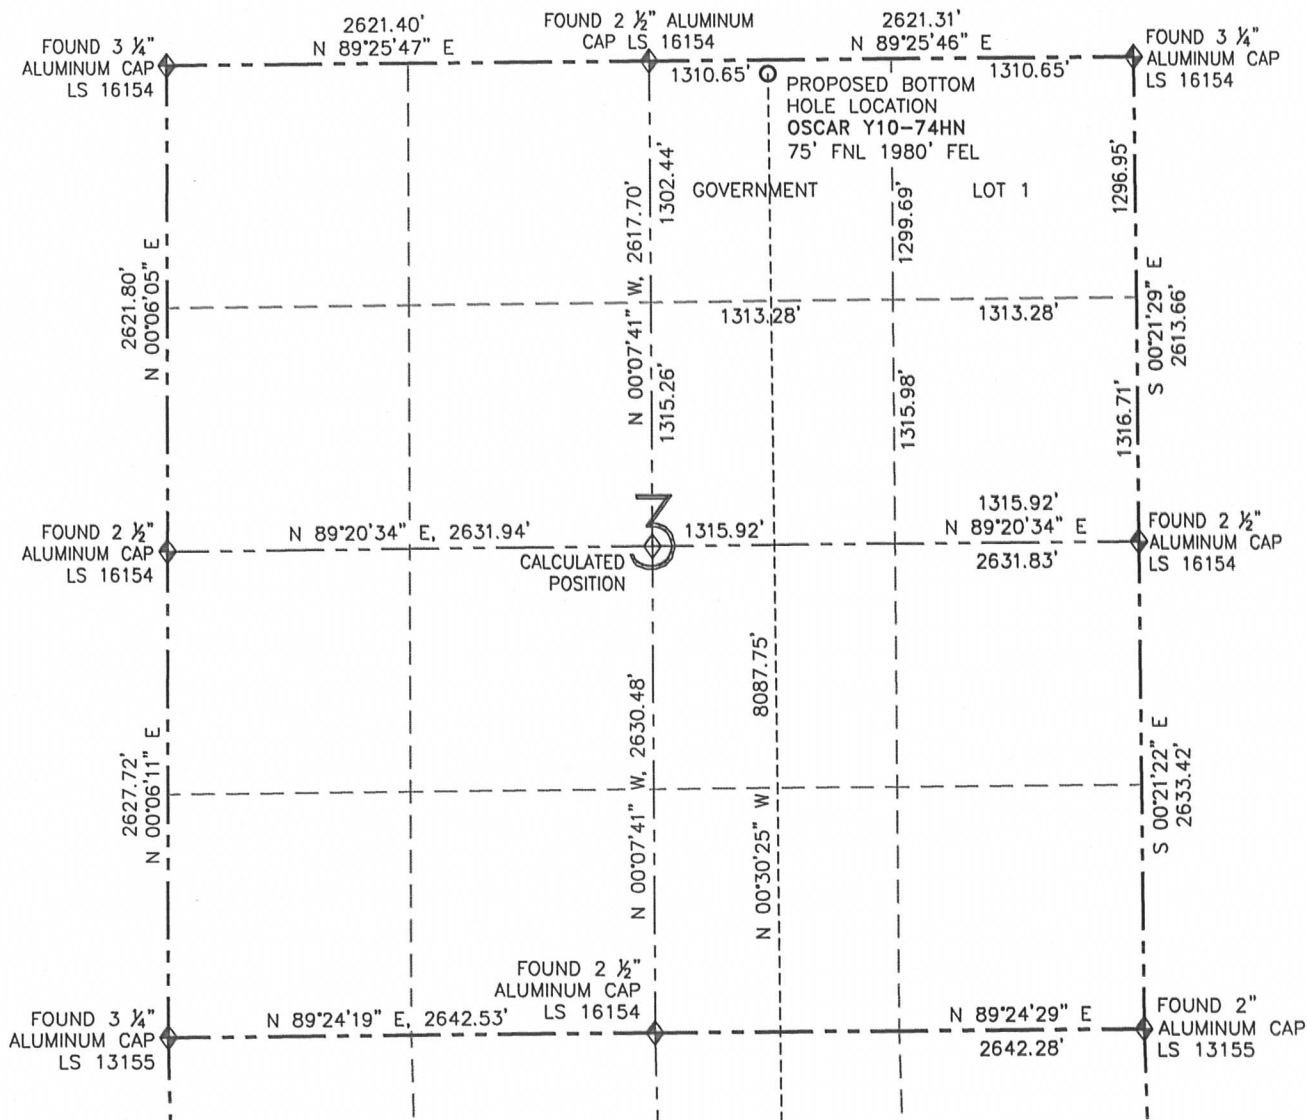 2621.40'
N 89°25'47" E
FOUND 2 ½" ALUMINUM
CAP LS 16154
2621.31'
N 89°25'46" E
FOUND 3 ¼"
ALUMINUM CAP
LS 16154
FOUND 3 ¼"
ALUMINUM CAP
LS 16154
1310.65'
1310.65'
PROPOSED BOTTOM
HOLE LOCATION
OSCAR Y10-74HN
75' FNL 1980' FEL
GOVERNMENT
LOT 1
2621.80'
N 00°06'05" E
N 00°07'41" W, 2617.70'
1302.44'
1299.69'
1296.95'
1313.28'
1313.28'
S 00°21'29" E
2613.66'
1315.26'
1315.98'
1316.71'
3
FOUND 2 ½"
ALUMINUM CAP
LS 16154
N 89°20'34" E, 2631.94'
CALCULATED
POSITION
1315.92'
1315.92'
N 89°20'34" E
2631.83'
FOUND 2 ½"
ALUMINUM CAP
LS 16154
2627.72'
N 00°06'11" E
N 00°07'41" W, 2630.48'
N 00°30'25" W
8087.75'
S 00°21'22" E
2633.42'
FOUND 3 ¼"
ALUMINUM CAP
LS 13155
N 89°24'19" E, 2642.53'
FOUND 2 ½"
ALUMINUM CAP
LS 16154
N 89°24'29" E
2642.28'
FOUND 2"
ALUMINUM CAP
LS 13155